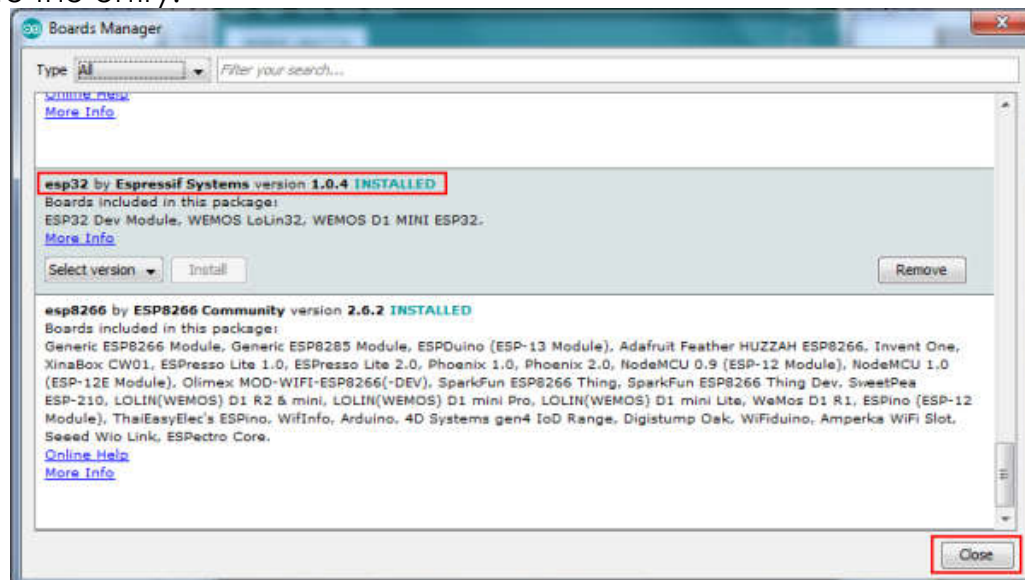 Boards Manager
Type All Filter your search...
Online Help
More Info
esp32 by Espressif Systems version 1.0.4 INSTALLED
Boards included in this package:
ESP32 Dev Module, WEMOS LoLin32, WEMOS D1 MINI ESP32.
More Info
Select version Install Remove
esp8266 by ESP8266 Community version 2.6.2 INSTALLED
Boards included in this package:
Generic ESP8266 Module, Generic ESP8285 Module, ESPDuino (ESP-13 Module), Adafruit Feather HUZZAH ESP8266, Invent One,
XinaBox CW01, ESPresso Lite 1.0, ESPresso Lite 2.0, Phoenix 1.0, Phoenix 2.0, NodeMCU 0.9 (ESP-12 Module), NodeMCU 1.0
(ESP-12E Module), Olimex MOD-WIFI-ESP8266(-DEV), SparkFun ESP8266 Thing, SparkFun ESP8266 Thing Dev, SweetPea
ESP-210, LOLIN(WEMOS) D1 R2 & mini, LOLIN(WEMOS) D1 mini Pro, LOLIN(WEMOS) D1 mini Lite, WeMos D1 R1, ESPino (ESP-12
Module), ThaiEasyElec's ESPino, WifInfo, Arduino, 4D Systems gen4 IoD Range, Digistump Oak, WiFiduino, Amperka WiFi Slot,
Seeed Wio Link, ESPectro Core.
Online Help
More Info
Close